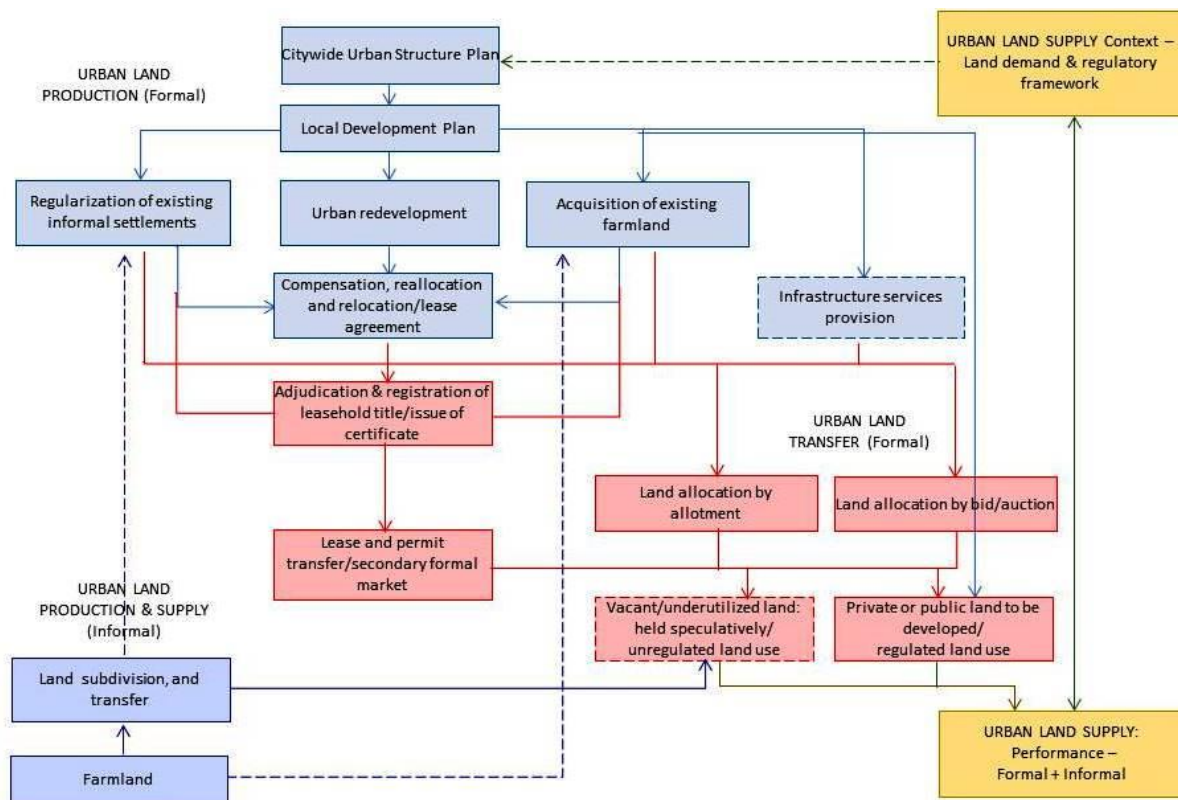 Citywide Urban Structure Plan
URBAN LAND SUPPLY Context –
Land demand & regulatory
framework
URBAN LAND
PRODUCTION (Formal)
Local Development Plan
Regularization of existing
informal settlements
Urban redevelopment
Acquisition of existing
farmland
Compensation, reallocation
and relocation/lease
agreement
Infrastructure services
provision
Adjudication & registration of
leasehold title/issue of
certificate
URBAN LAND
TRANSFER (Formal)
Land allocation by
allotment
Land allocation by bid/auction
Lease and permit
transfer/secondary formal
market
URBAN LAND
PRODUCTION & SUPPLY
(Informal)
Vacant/underutilized land:
held speculatively/
unregulated land use
Private or public land to be
developed/
regulated land use
Land subdivision, and
transfer
URBAN LAND SUPPLY:
Performance –
Formal + Informal
Farmland